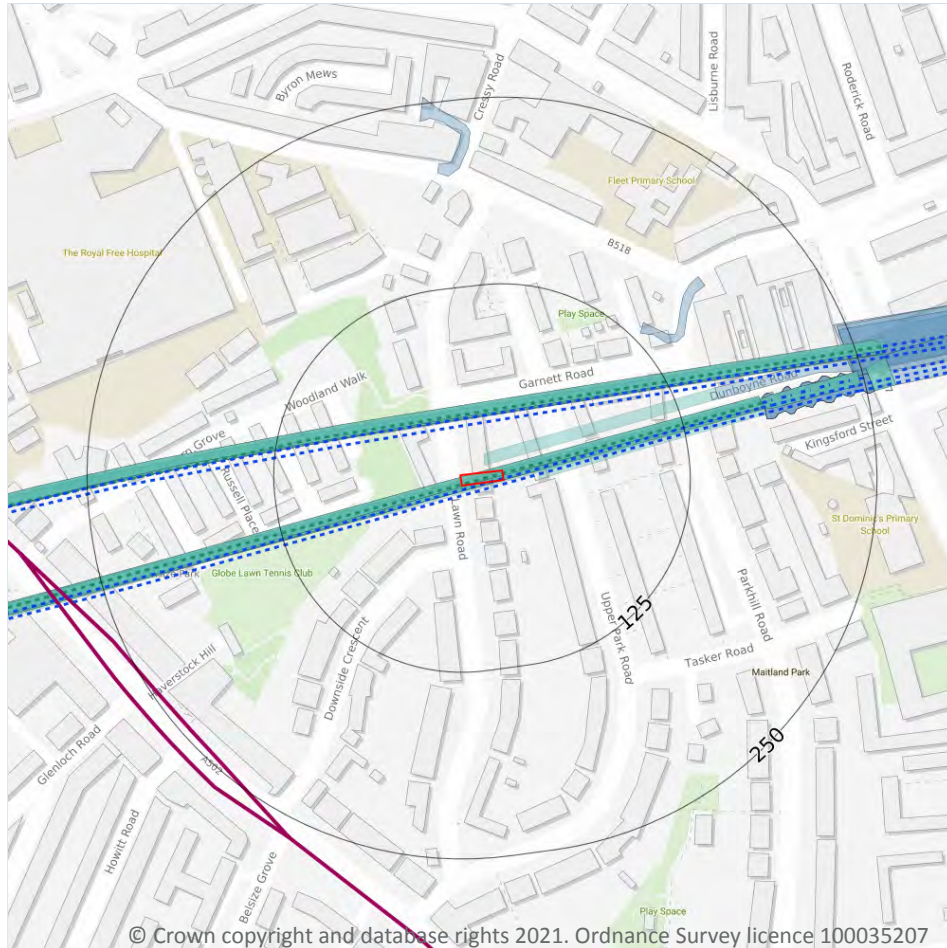 Byron Mews
Cressy Road
Lisburne Road
Roderick Road
Fleet Primary School
The Royal Free Hospital
B518
Play Space
Garnett Road
Woodland Walk
Dunboyne Road
Kingsford Street
Grove
Russell Place
Lawn Road
St Dominic's Primary
School
Park
Globe Lawn Tennis Club
125
Upper Park Road
Parkhill Road
Tasker Road
Maitland Park
Downside Crescent
Haverstock Hill
250
Glenloch Road
A502
Howitt Road
Belsize Grove
Play Space
© Crown copyright and database rights 2021. Ordnance Survey licence 100035207